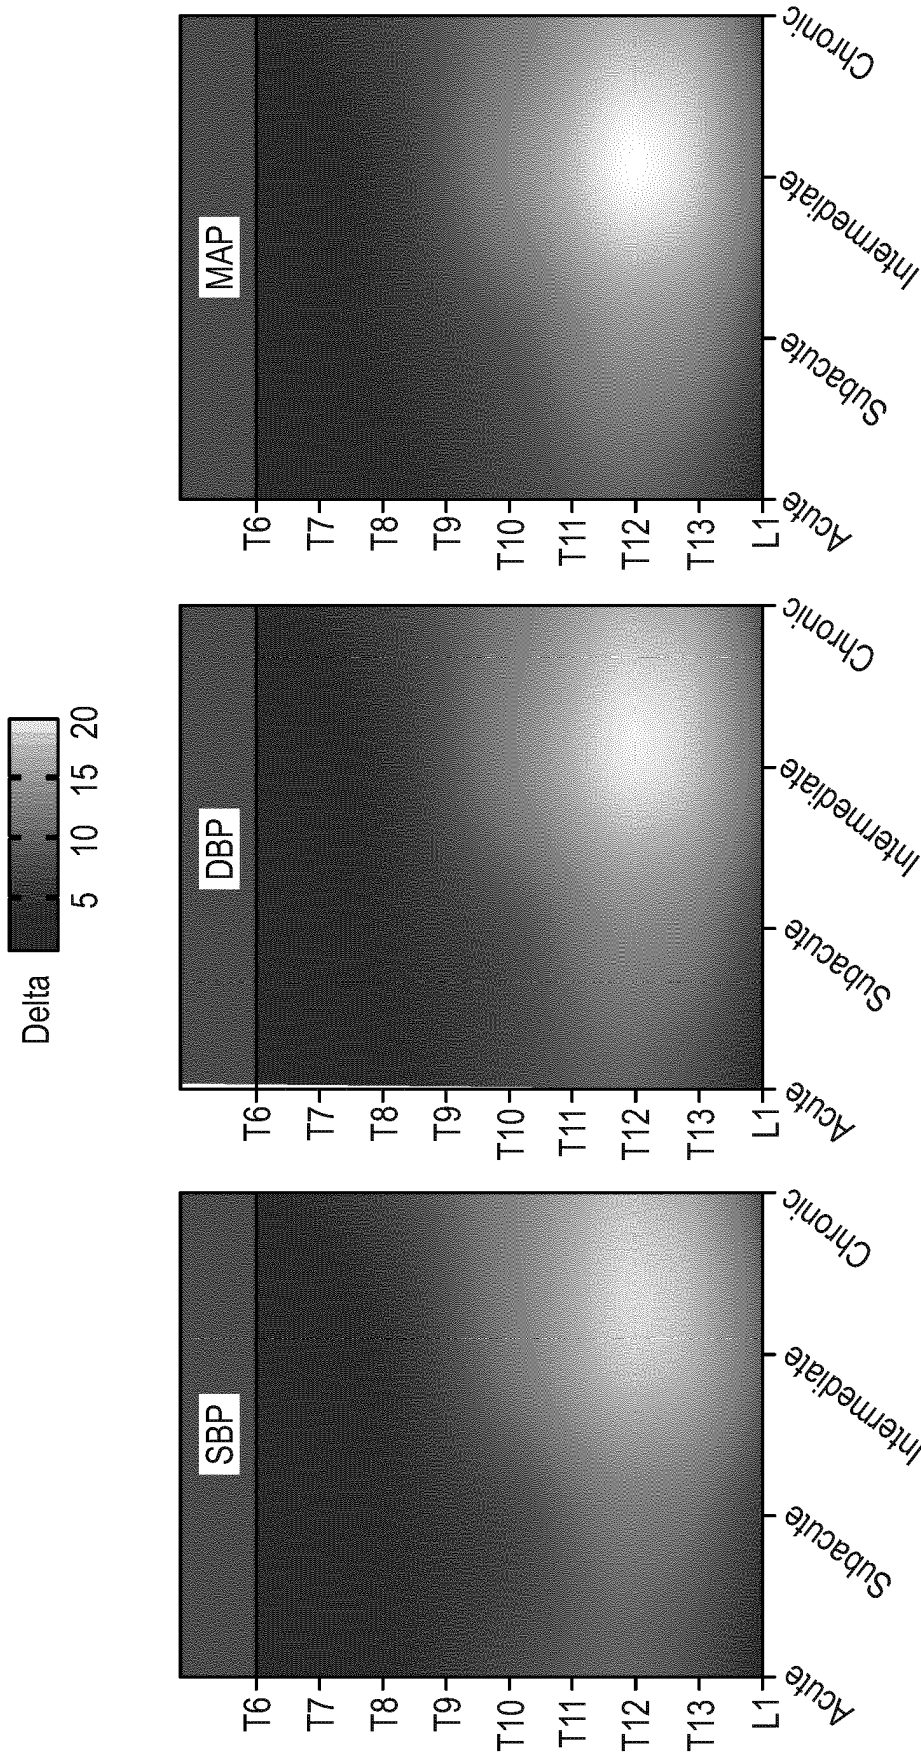 Delta
5 10 15 20
SBP
T6
T7
T8
T9
T10
T11
T12
T13
L1
Acute Subacute Intermediate Chronic
DBP
T6
T7
T8
T9
T10
T11
T12
T13
L1
Acute Subacute Intermediate Chronic
MAP
T6
T7
T8
T9
T10
T11
T12
T13
L1
Acute Subacute Intermediate Chronic